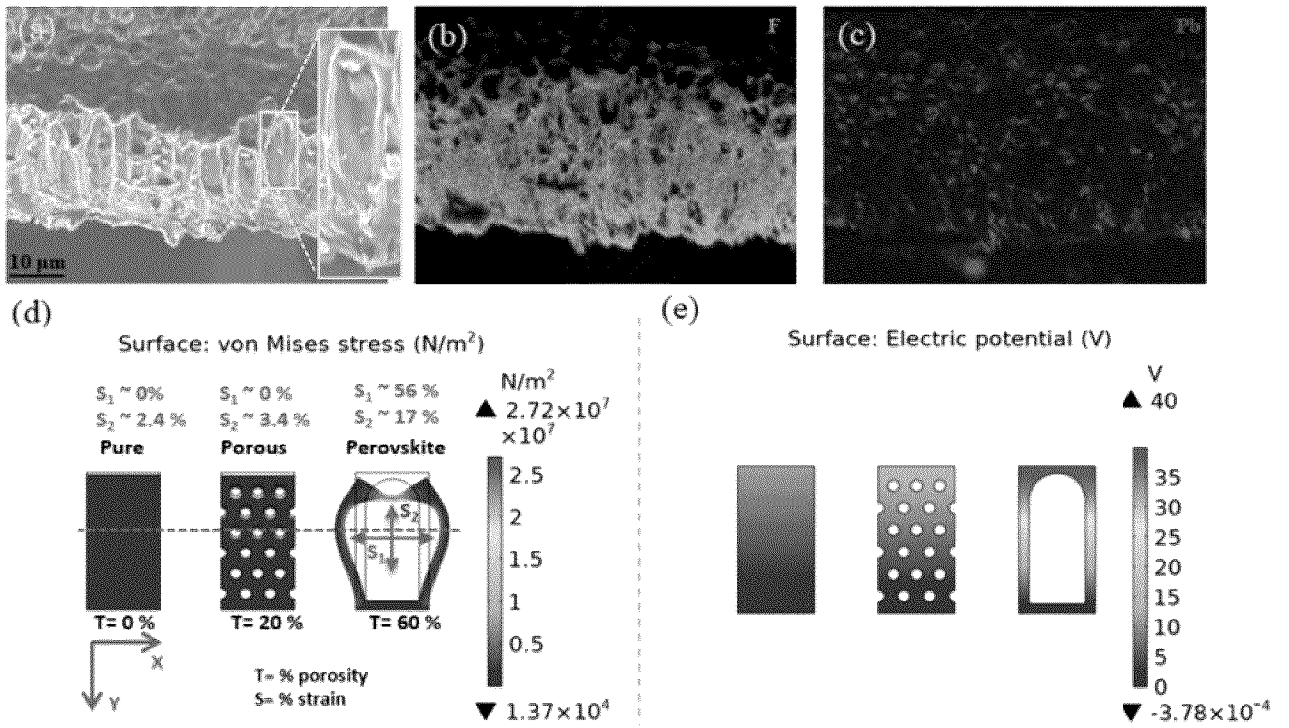 (a)
(b)
F
(c)
Pb
10 µm
(d)
Surface: von Mises stress (N/m²)
S₁ ~ 0%
S₂ ~ 2.4 %
Pure
S₁ ~ 0 %
S₂ ~ 3.4 %
Porous
S₁ ~ 56 %
S₂ ~ 17 %
Perovskite
N/m²
▲ 2.72×10⁷
×10⁷
2.5
2
1.5
1
0.5
▼ 1.37×10⁴
S₂
S₁
T= 0 %
T= 20 %
T= 60 %
X
Y
T= % porosity
S= % strain
(e)
Surface: Electric potential (V)
V
▲ 40
35
30
25
20
15
10
5
0
▼ -3.78×10⁻⁴